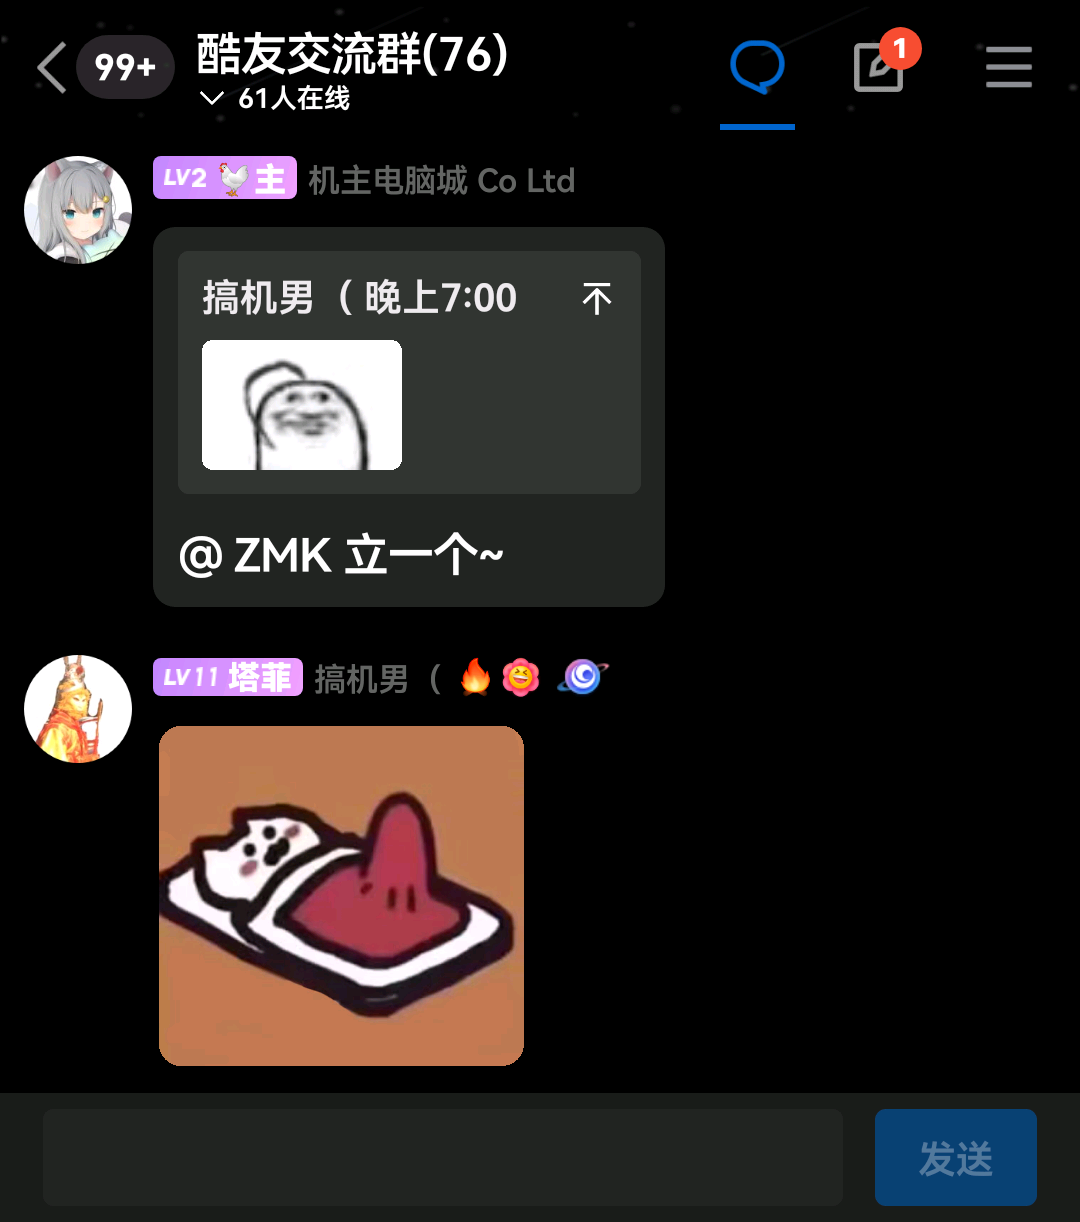 99+
酷友交流群(76)
61人在线
1
LV2 🐓主 机主电脑城 Co Ltd
搞机男（ 晚上7:00
@ ZMK 立一个~
LV11 塔菲 搞机男（
发送